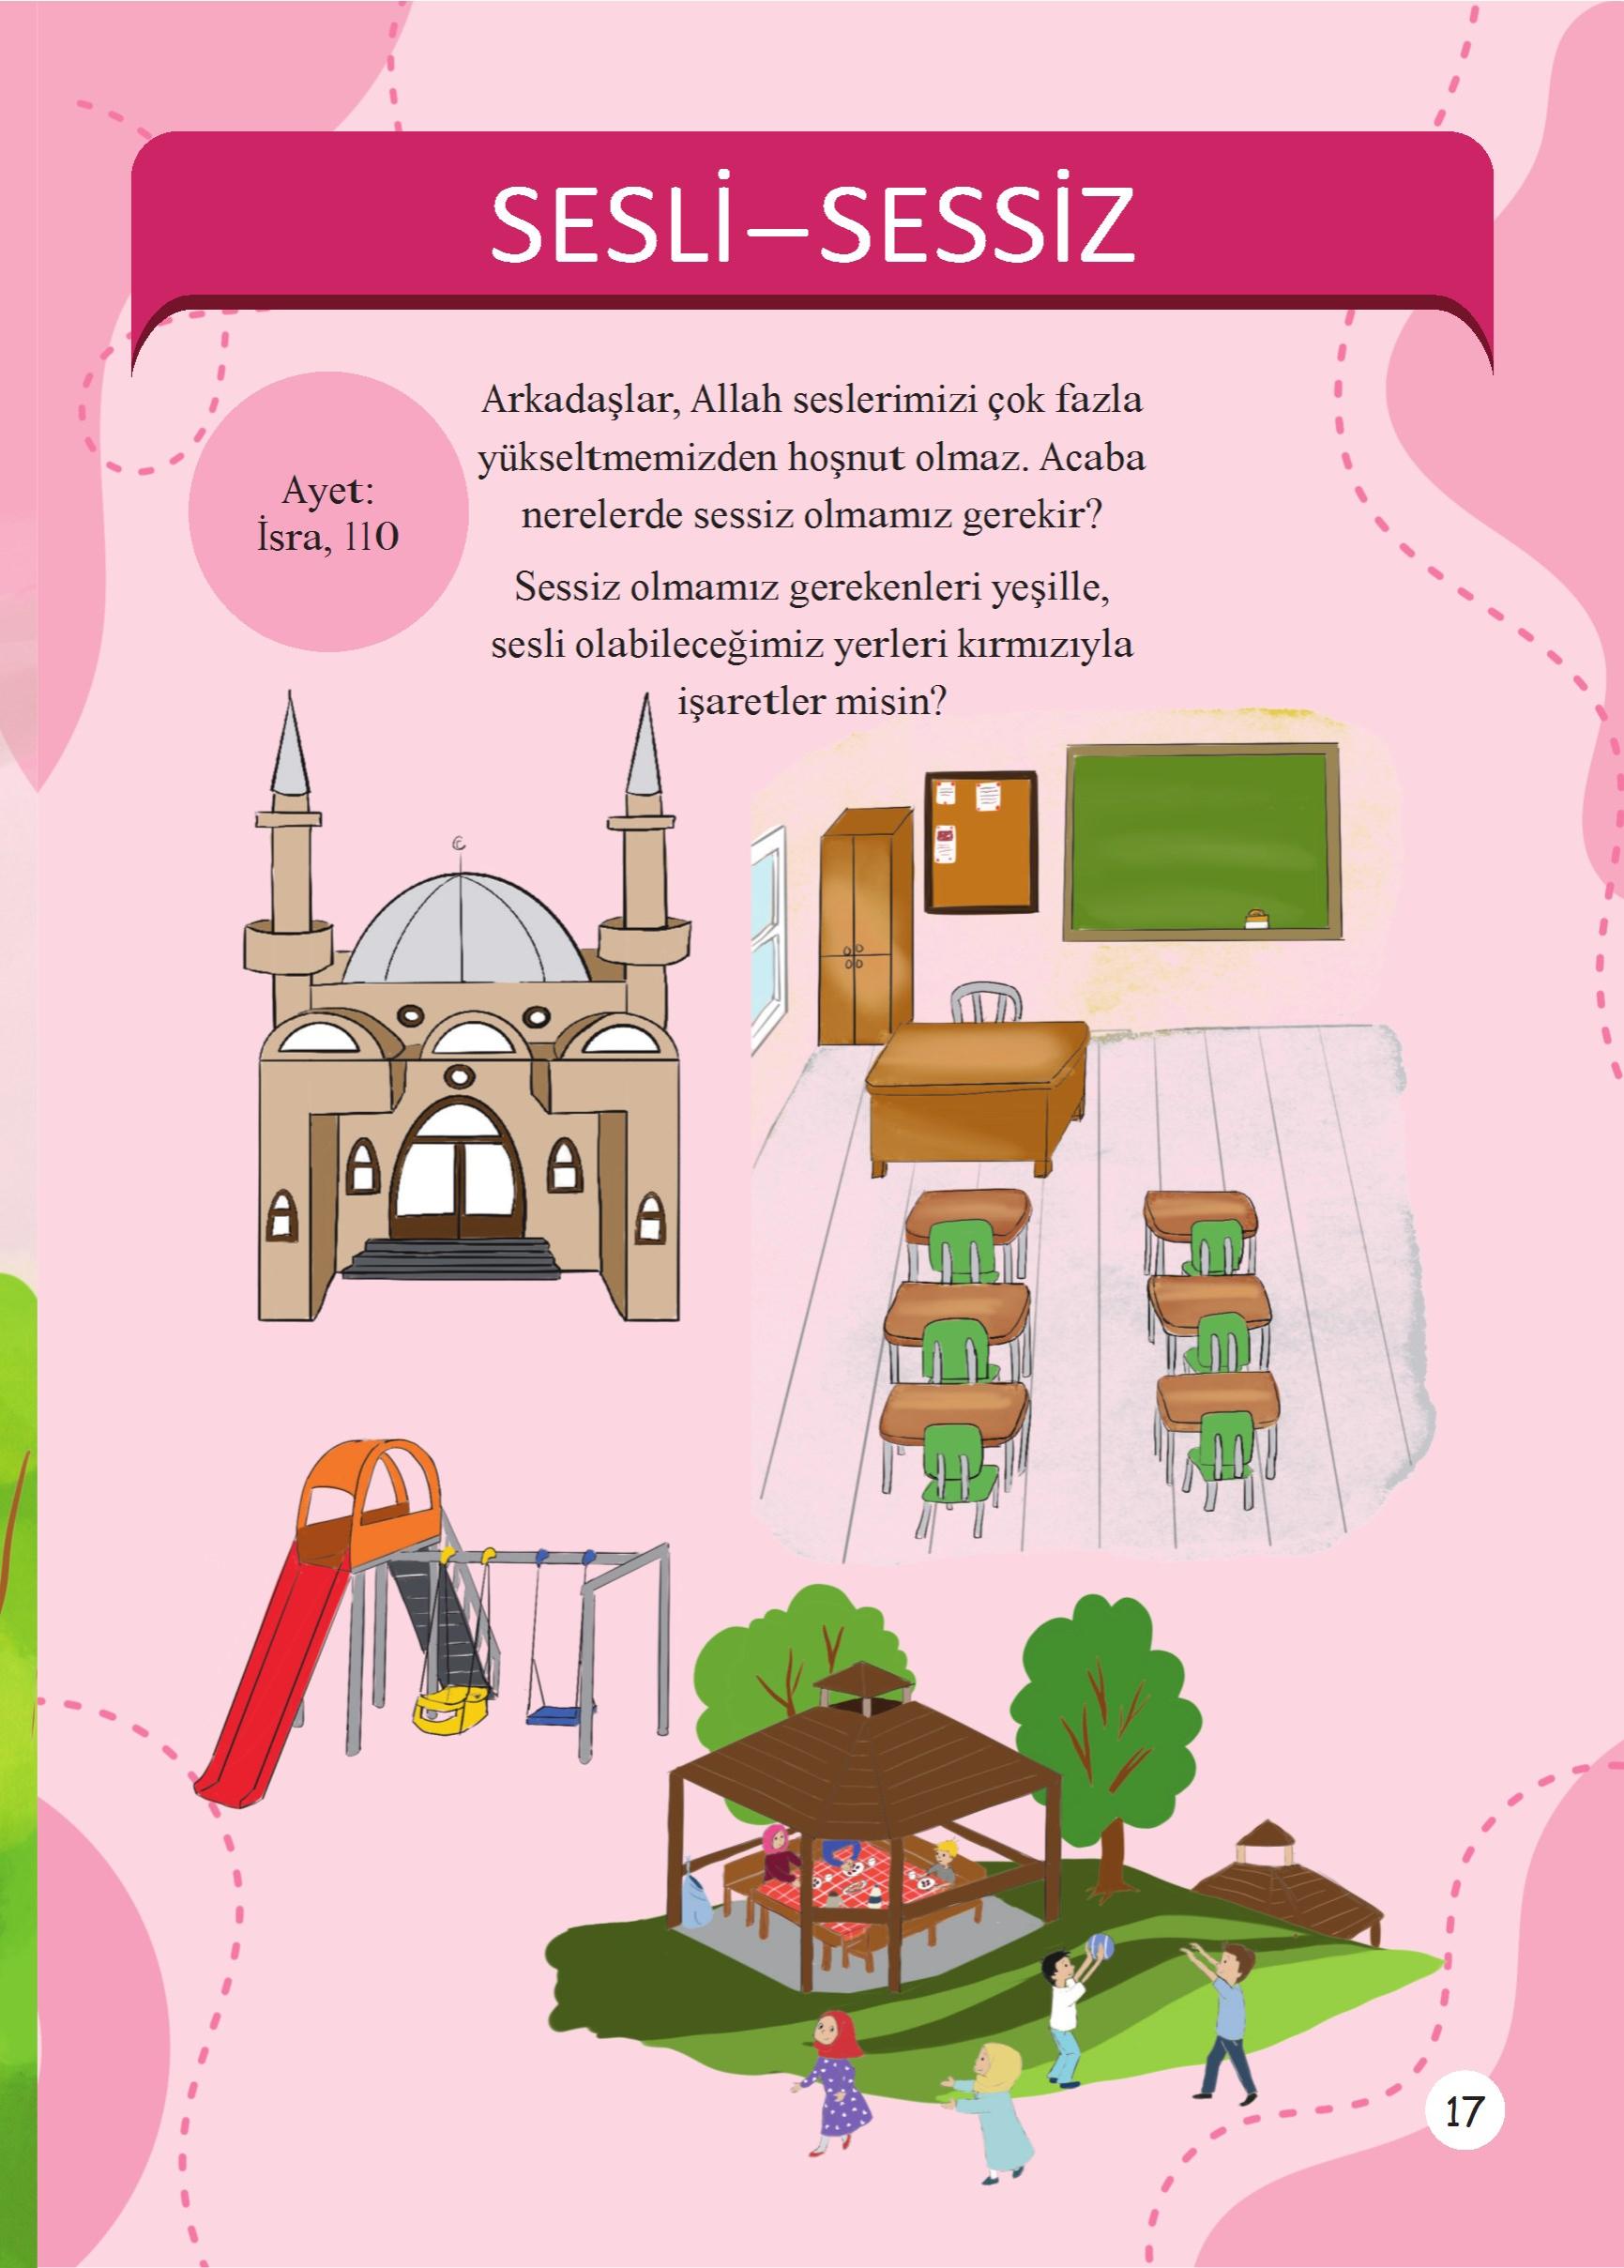 SESLİ–SESSİZ
Ayet:
İsra, 110
Arkadaşlar, Allah seslerimizi çok fazla
yükseltmemizden hoşnut olmaz. Acaba
nerelerde sessiz olmamız gerekir?
Sessiz olmamız gerekenleri yeşille,
sesli olabileceğimiz yerleri kırmızıyla
işaretler misin?
17